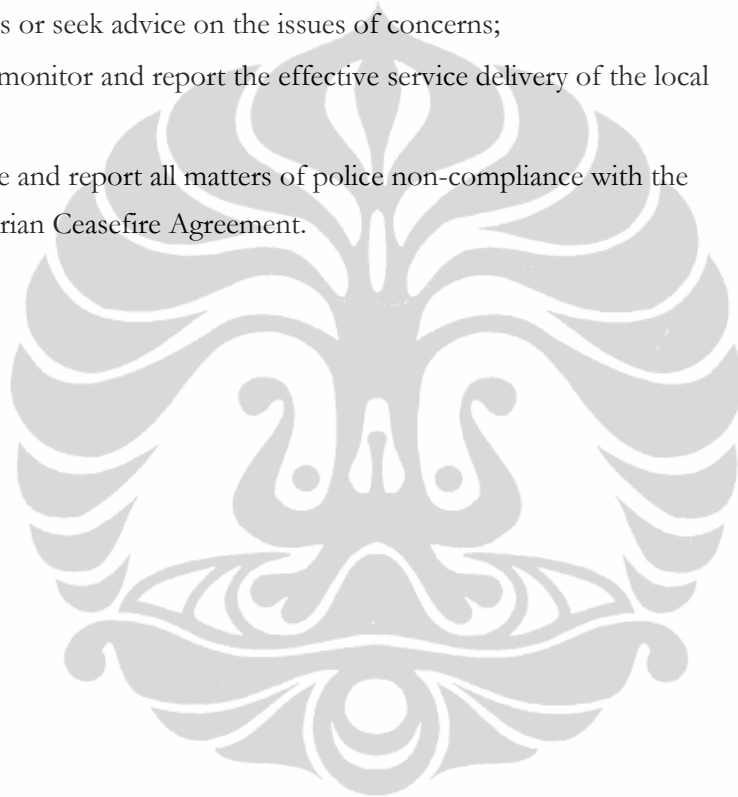 s or seek advice on the issues of concerns;
monitor and report the effective service delivery of the local
e and report all matters of police non-compliance with the
rian Ceasefire Agreement.